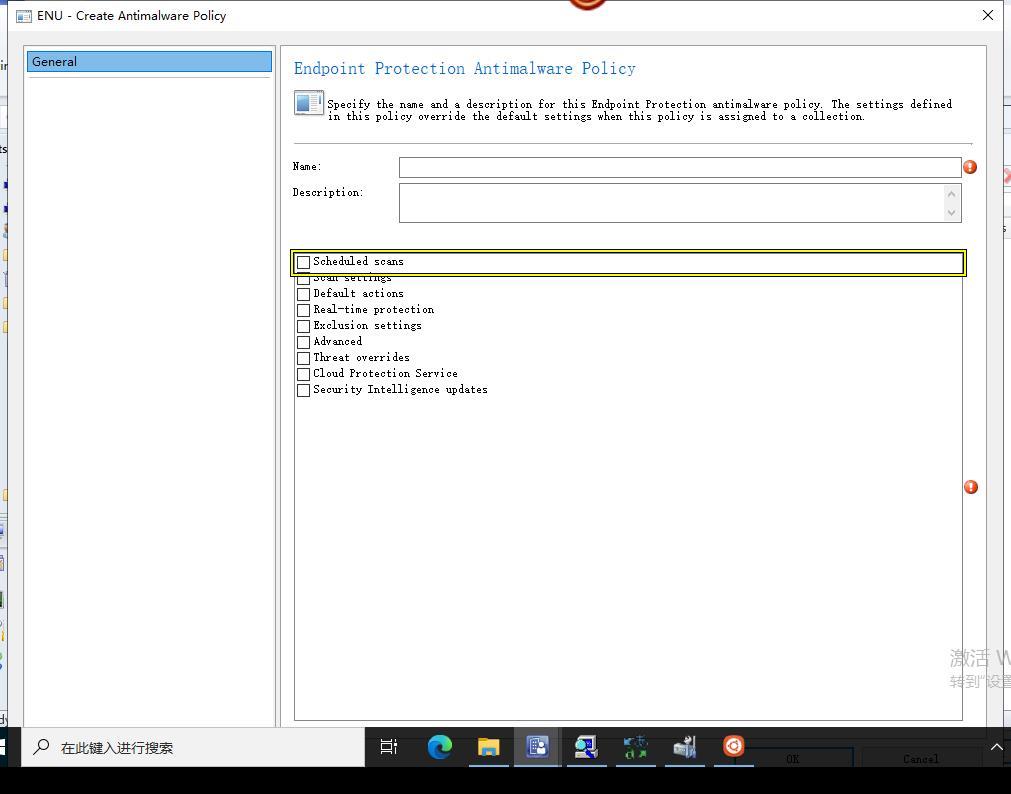 ENU - Create Antimalware Policy
General
Endpoint Protection Antimalware Policy
Specify the name and a description for this Endpoint Protection antimalware policy. The settings defined
in this policy override the default settings when this policy is assigned to a collection.
Name:
Description:
Scheduled scans
Scan settings
Default actions
Real-time protection
Exclusion settings
Advanced
Threat overrides
Cloud Protection Service
Security Intelligence updates
激活 W
转到"设置
在此键入进行搜索
OK
Cancel